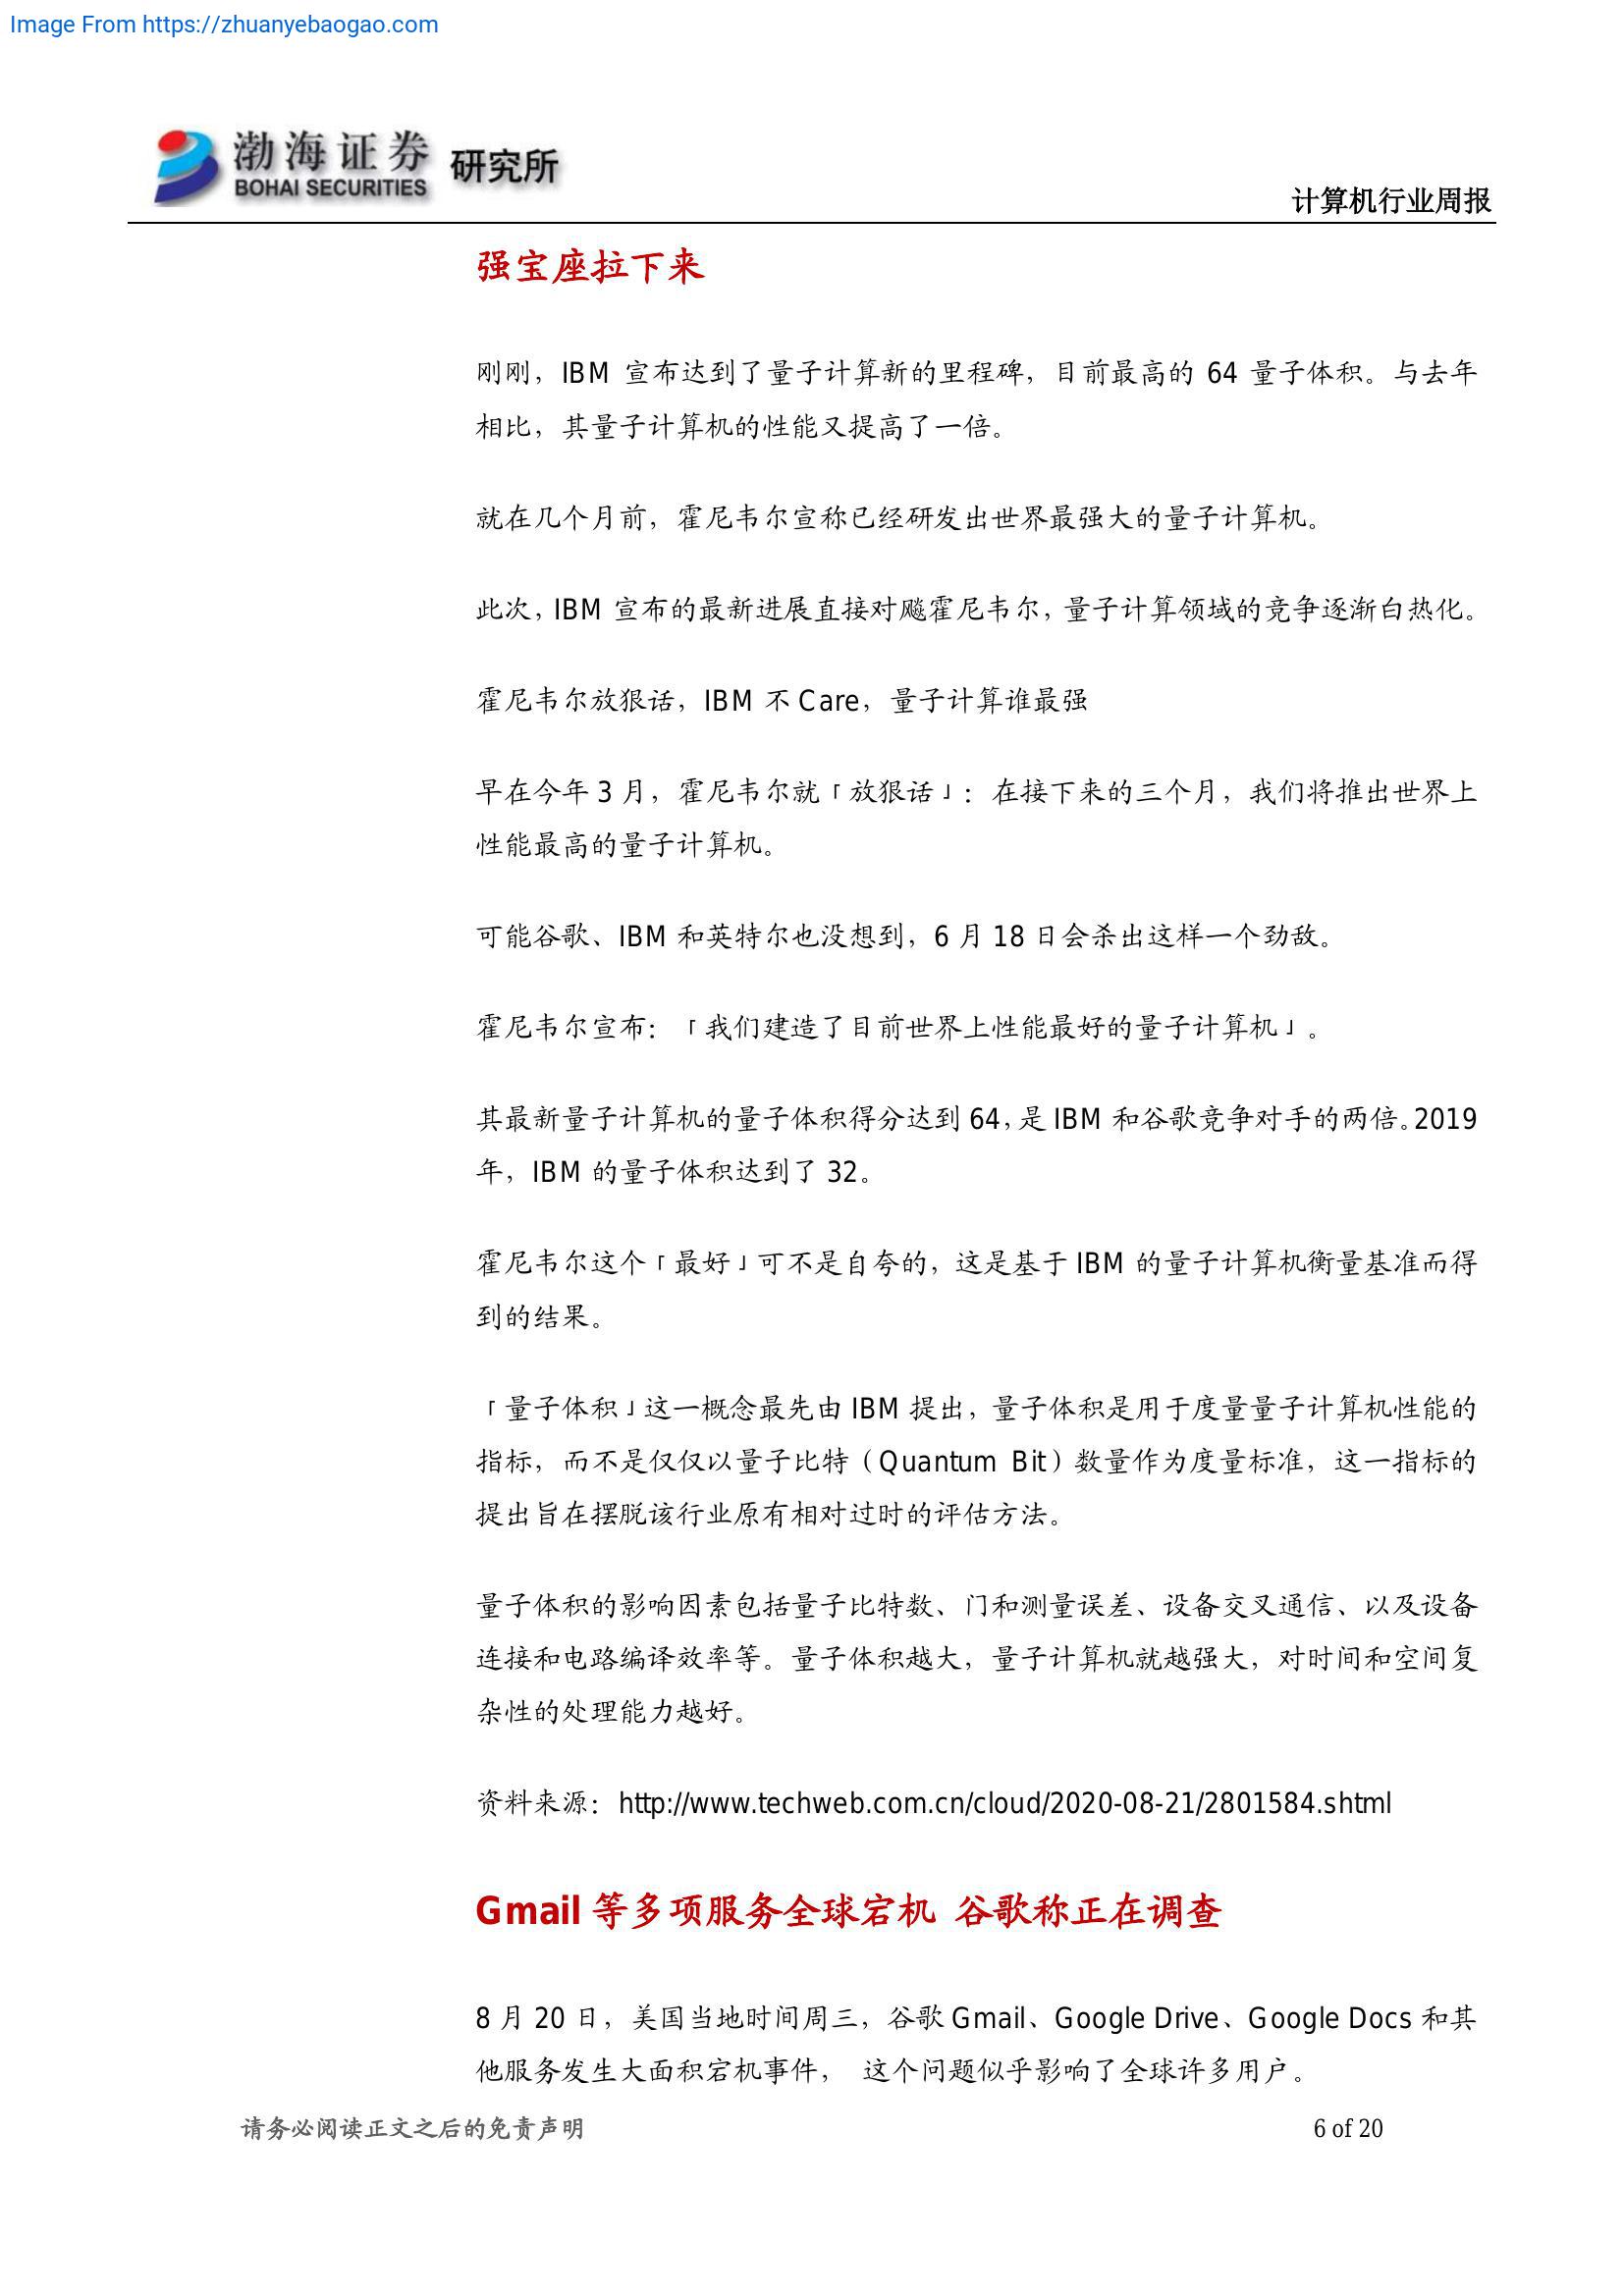 Image From https://zhuanyebaogao.com
渤海证券 研究所
BOHAI SECURITIES
计算机行业周报
强宝座拉下来
刚刚，IBM 宣布达到了量子计算新的里程碑，目前最高的 64 量子体积。与去年
相比，其量子计算机的性能又提高了一倍。
就在几个月前，霍尼韦尔宣称已经研发出世界最强大的量子计算机。
此次，IBM 宣布的最新进展直接对飚霍尼韦尔，量子计算领域的竞争逐渐白热化。
霍尼韦尔放狠话，IBM 不 Care，量子计算谁最强
早在今年 3 月，霍尼韦尔就「放狠话」：在接下来的三个月，我们将推出世界上
性能最高的量子计算机。
可能谷歌、IBM 和英特尔也没想到，6 月 18 日会杀出这样一个劲敌。
霍尼韦尔宣布：「我们建造了目前世界上性能最好的量子计算机」。
其最新量子计算机的量子体积得分达到 64，是 IBM 和谷歌竞争对手的两倍。2019
年，IBM 的量子体积达到了 32。
霍尼韦尔这个「最好」可不是自夸的，这是基于 IBM 的量子计算机衡量基准而得
到的结果。
「量子体积」这一概念最先由 IBM 提出，量子体积是用于度量量子计算机性能的
指标，而不是仅仅以量子比特（Quantum Bit）数量作为度量标准，这一指标的
提出旨在摆脱该行业原有相对过时的评估方法。
量子体积的影响因素包括量子比特数、门和测量误差、设备交叉通信、以及设备
连接和电路编译效率等。量子体积越大，量子计算机就越强大，对时间和空间复
杂性的处理能力越好。
资料来源：http://www.techweb.com.cn/cloud/2020-08-21/2801584.shtml
Gmail 等多项服务全球宕机 谷歌称正在调查
8 月 20 日，美国当地时间周三，谷歌 Gmail、Google Drive、Google Docs 和其
他服务发生大面积宕机事件， 这个问题似乎影响了全球许多用户。
请务必阅读正文之后的免责声明
6 of 20